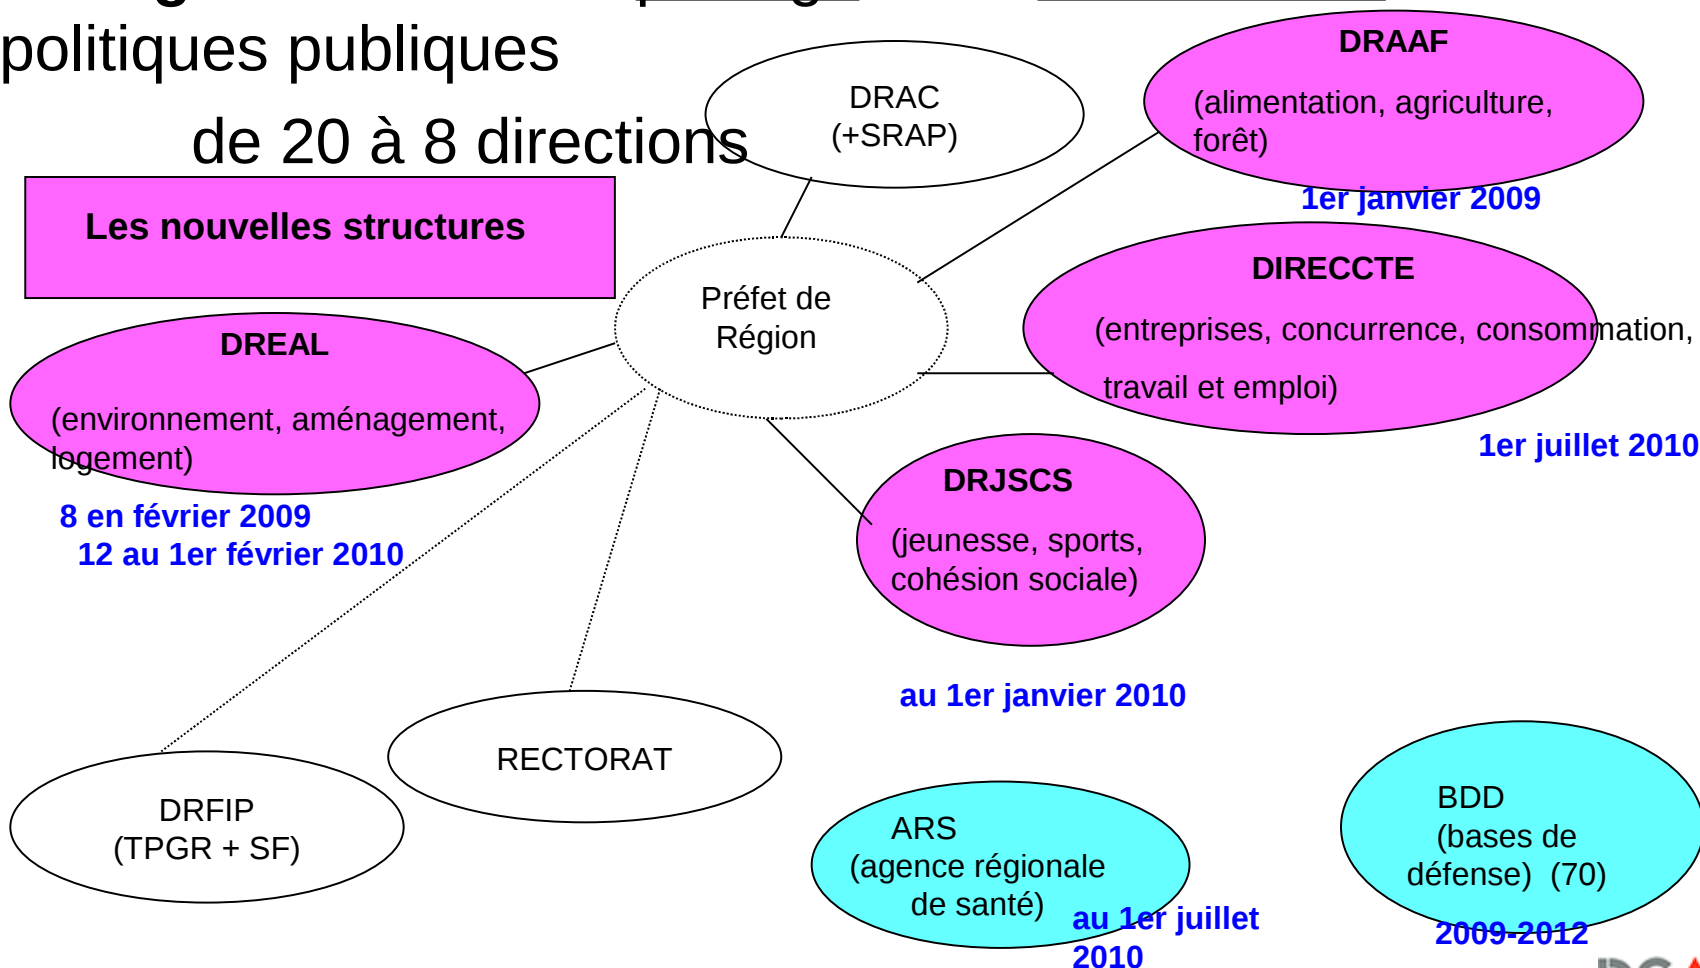 politiques publiques
de 20 à 8 directions
Les nouvelles structures
DRAC
(+SRAP)
DRAAF
(alimentation, agriculture,
forêt)
1er janvier 2009
Préfet de
Région
DIRECCTE
(entreprises, concurrence, consommation,
travail et emploi)
1er juillet 2010
DREAL
(environnement, aménagement,
logement)
8 en février 2009
12 au 1er février 2010
DRJSCS
(jeunesse, sports,
cohésion sociale)
au 1er janvier 2010
RECTORAT
DRFIP
(TPGR + SF)
ARS
(agence régionale
de santé)
au 1er juillet
2010
BDD
(bases de
défense) (70)
2009-2012